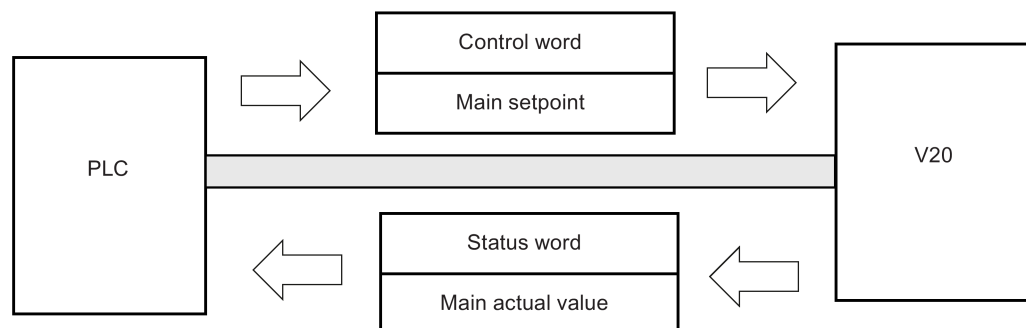 Control word
Main setpoint
PLC
V20
Status word
Main actual value